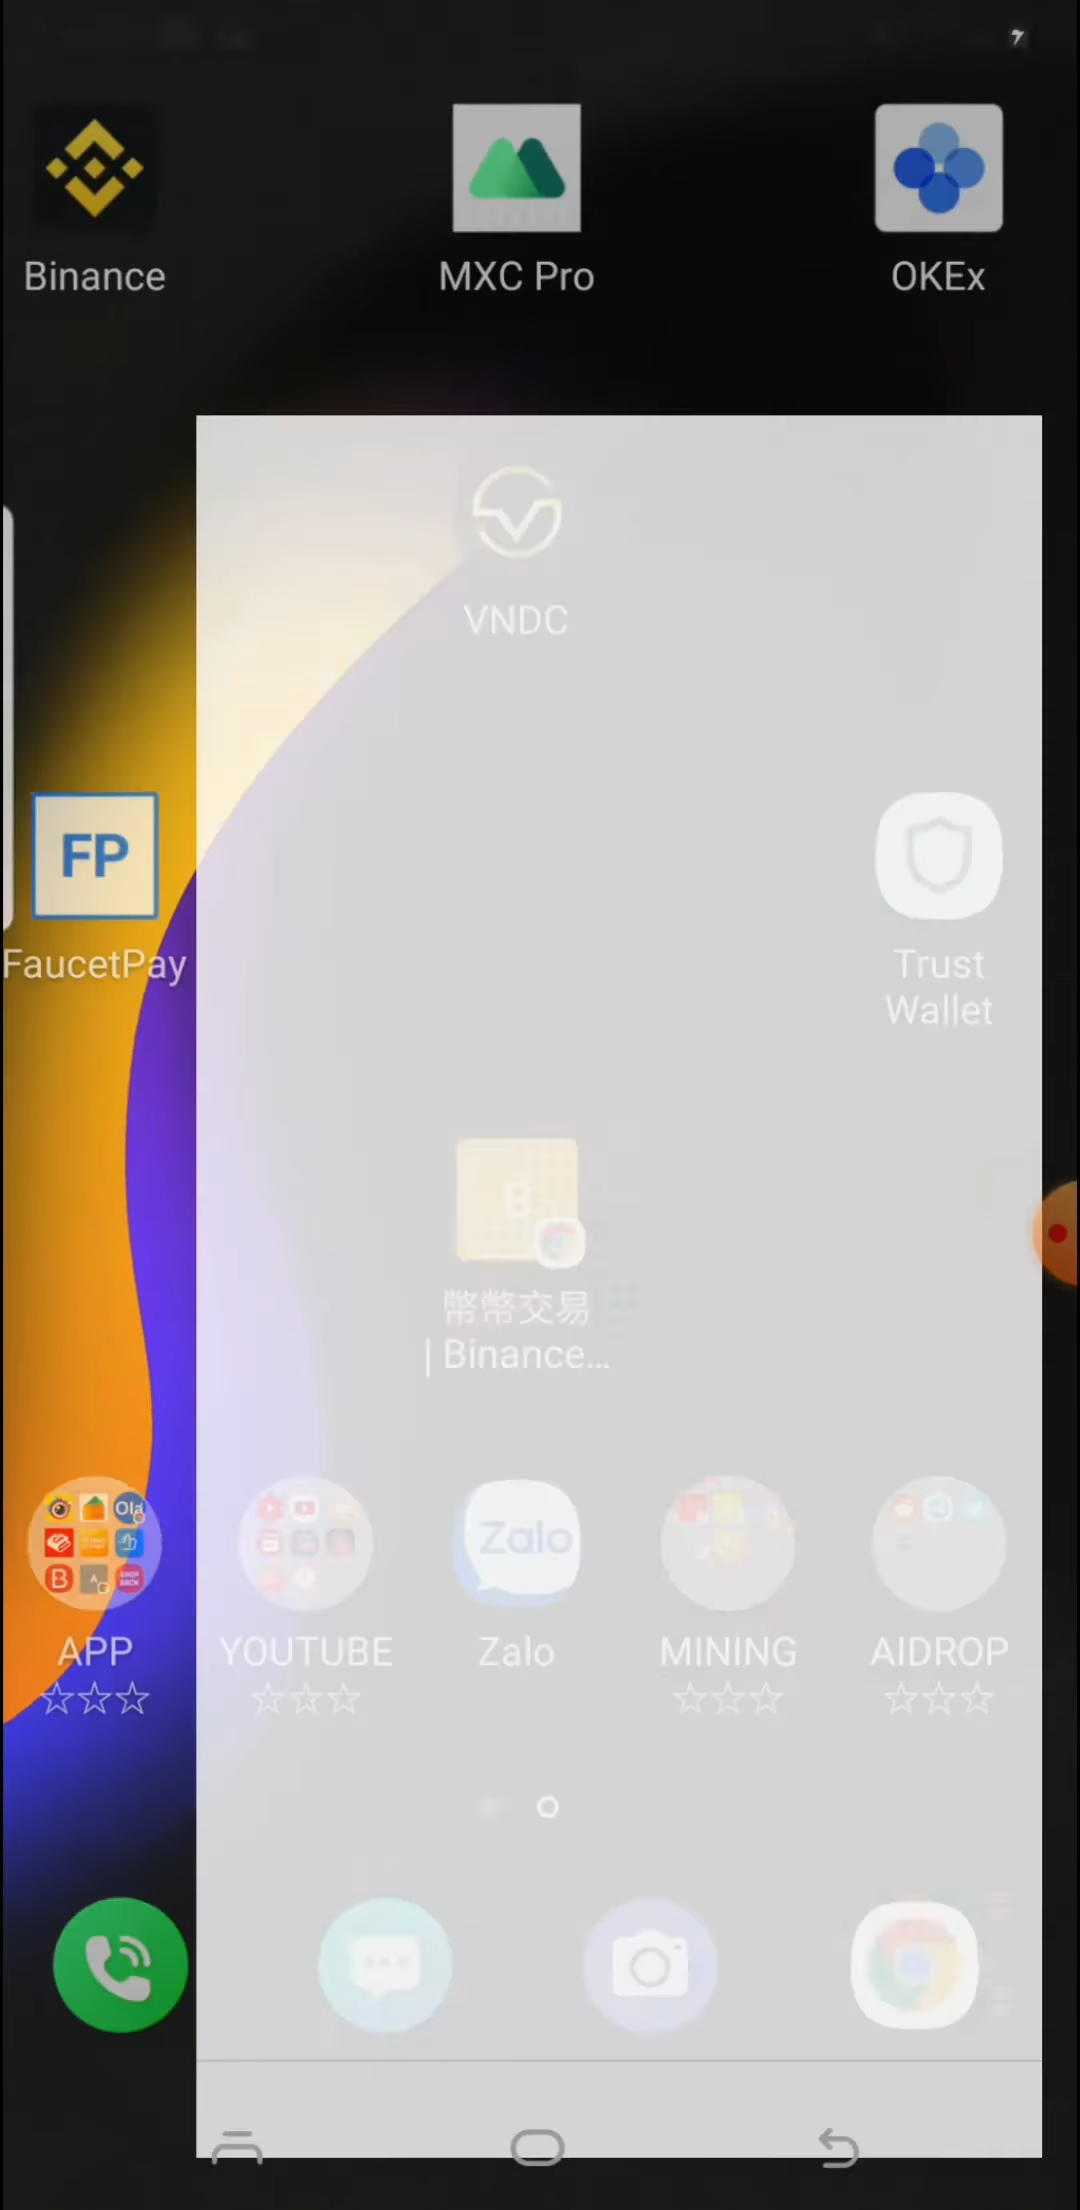 Binance
MXC Pro
OKEx
VNDC
FP
FaucetPay
Trust
Wallet
B
幣幣交易
| Binance...
Ola
B
A
Zalo
APP
☆☆☆
YOUTUBE
☆☆☆
Zalo
MINING
☆☆☆
AIDROP
☆☆☆